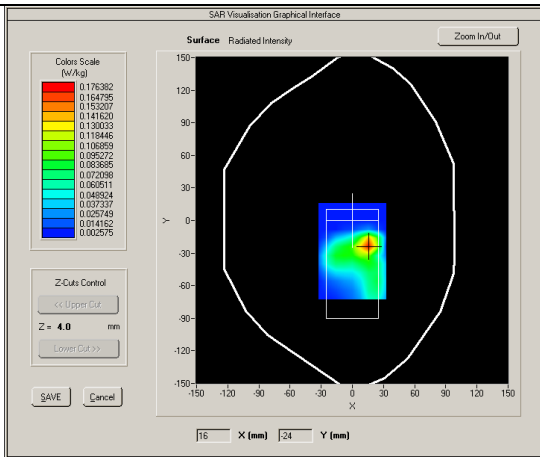 SAR Visualisation Graphical Interface
Surface Radiated Intensity
Zoom In/Out
Colors Scale
(W/kg)
0.176382
0.164795
0.153207
0.141620
0.130033
0.118446
0.106859
0.095272
0.083685
0.072098
0.060511
0.048924
0.037337
0.025749
0.014162
0.002575
Z-Cuts Control
<< Upper Cut
Z = 4.0 mm
Lower Cut >>
SAVE Cancel
150
120
90
60
30
0
-30
-60
-90
-120
-150
Y
-150 -120 -90 -60 -30 0 30 60 90 120 150
X
16 X (mm) -24 Y (mm)